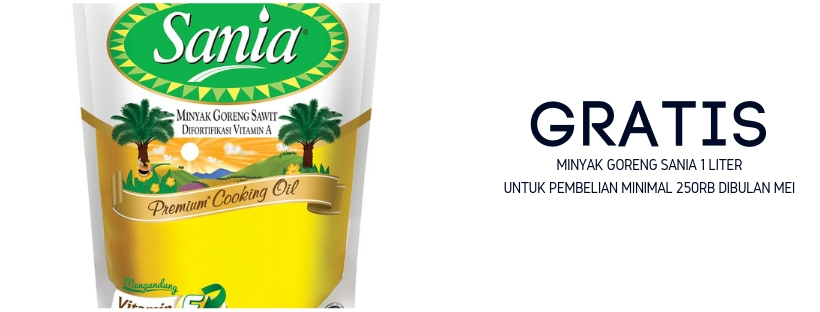 Sania
MINYAK GORENG SAWIT
DIFORTIFIKASI VITAMIN A
Premium Cooking Oil
Mengandung
Vitamin E
GRATIS
MINYAK GORENG SANIA 1 LITER
UNTUK PEMBELIAN MINIMAL 250RB DIBULAN MEI